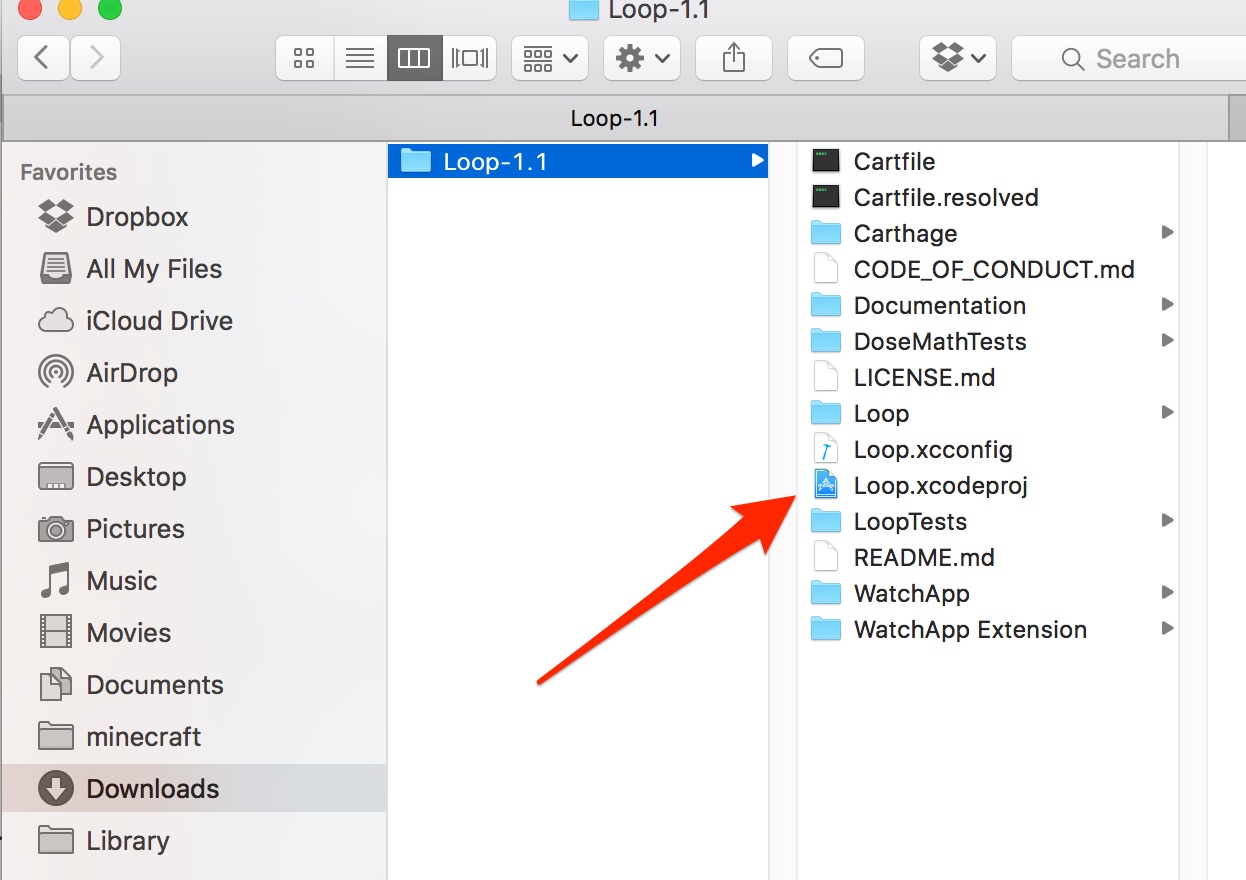 Loop-1.1
Search
Loop-1.1
Favorites
Dropbox
All My Files
iCloud Drive
AirDrop
Applications
Desktop
Pictures
Music
Movies
Documents
minecraft
Downloads
Library
Loop-1.1
Cartfile
Cartfile.resolved
Carthage
CODE_OF_CONDUCT.md
Documentation
DoseMathTests
LICENSE.md
Loop
Loop.xcconfig
Loop.xcodeproj
LoopTests
README.md
WatchApp
WatchApp Extension